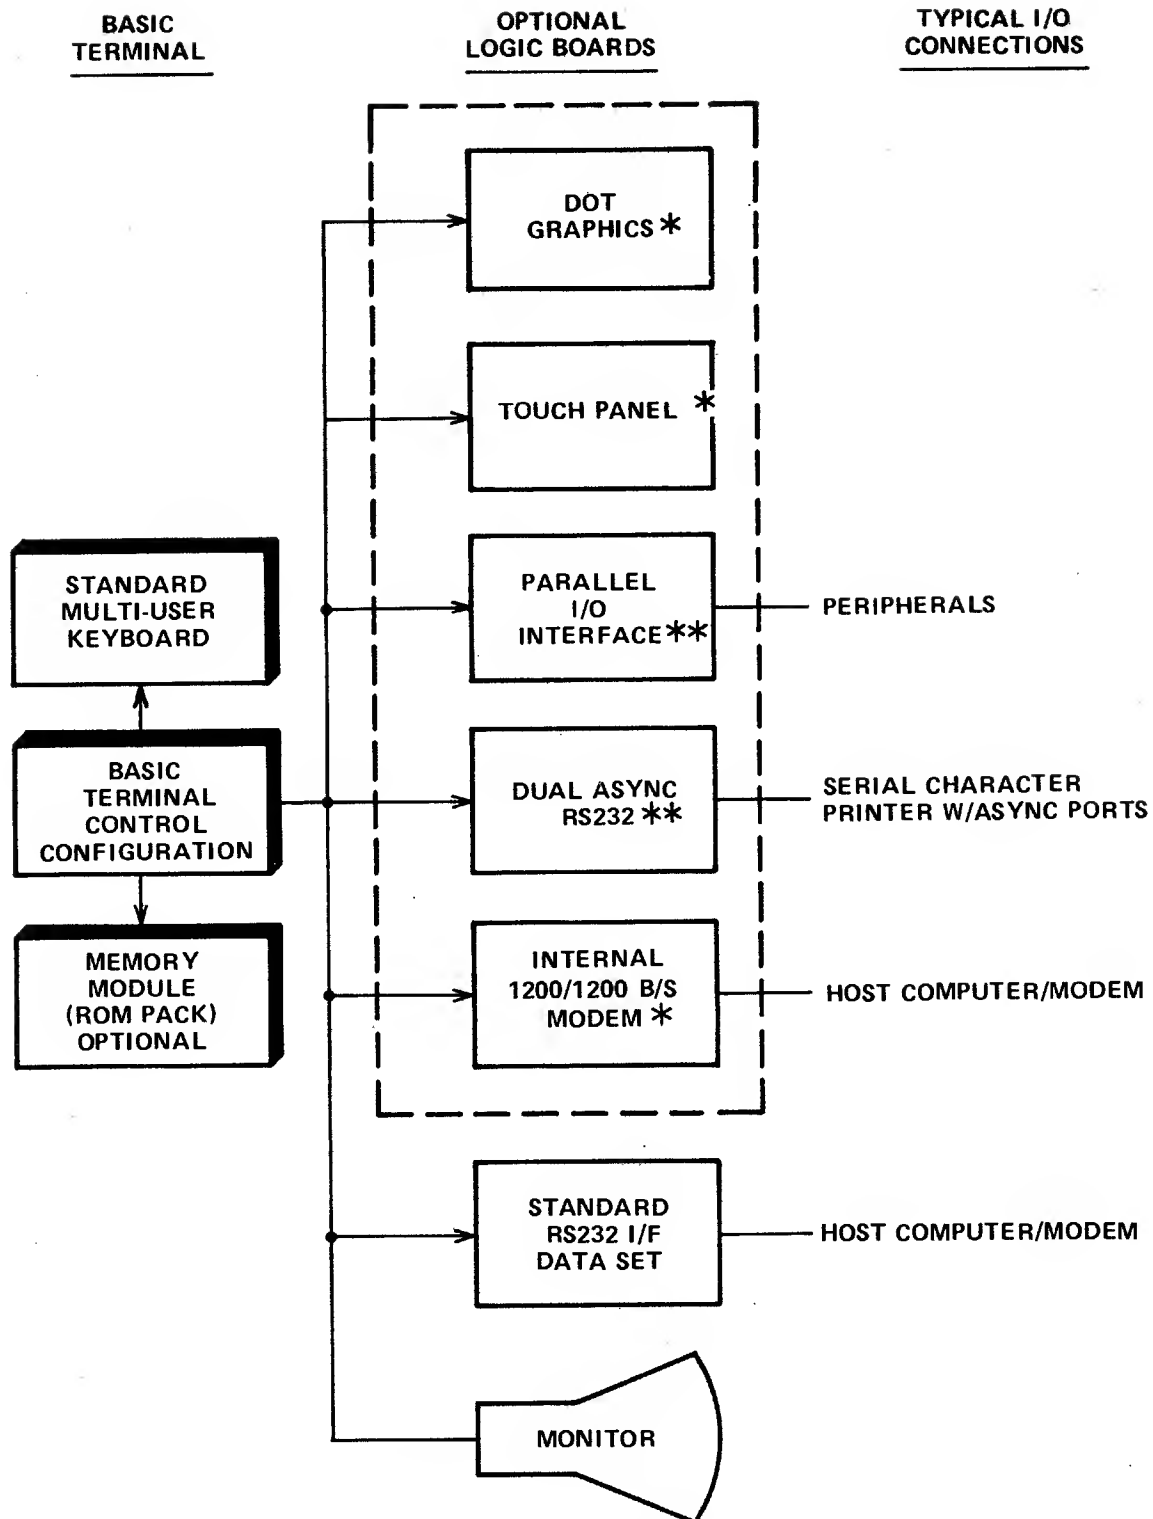 BASIC
TERMINAL
OPTIONAL
LOGIC BOARDS
TYPICAL I/O
CONNECTIONS
DOT
GRAPHICS*
TOUCH PANEL *
PARALLEL
I/O
INTERFACE**
PERIPHERALS
STANDARD
MULTI-USER
KEYBOARD
BASIC
TERMINAL
CONTROL
CONFIGURATION
DUAL ASYNC
RS232 **
SERIAL CHARACTER
PRINTER W/ASYNC PORTS
MEMORY
MODULE
(ROM PACK)
OPTIONAL
INTERNAL
1200/1200 B/S
MODEM *
HOST COMPUTER/MODEM
STANDARD
RS232 I/F
DATA SET
HOST COMPUTER/MODEM
MONITOR